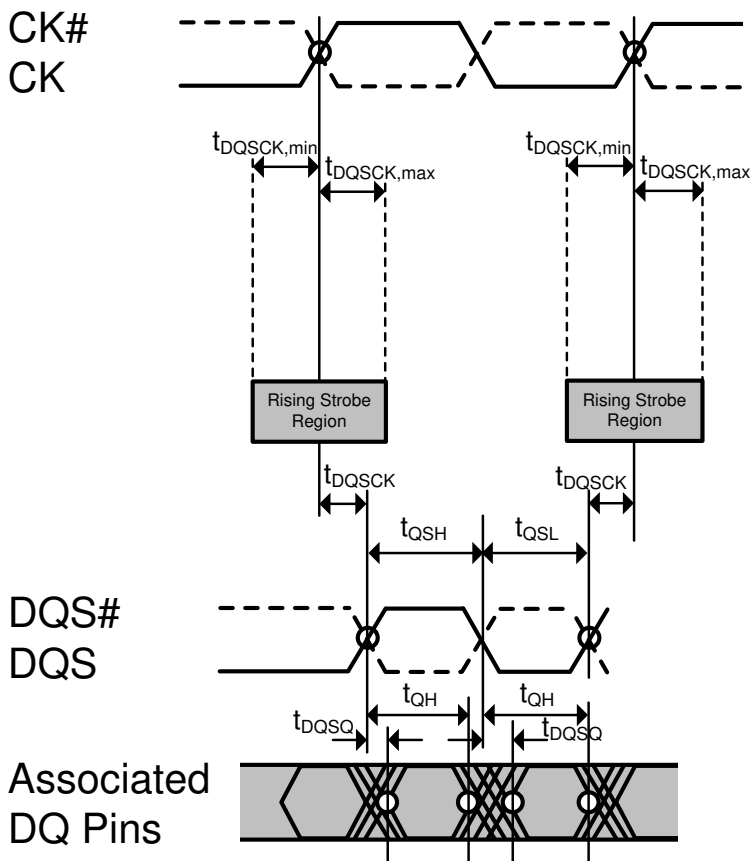 CK#
CK
tDQSCK,min
tDQSCK,max
tDQSCK,min
tDQSCK,max
Rising Strobe
Region
Rising Strobe
Region
tDQSCK
tDQSCK
tQSH
tQSL
DQS#
DQS
tQH
tQH
tDQSQ
tDQSQ
Associated
DQ Pins